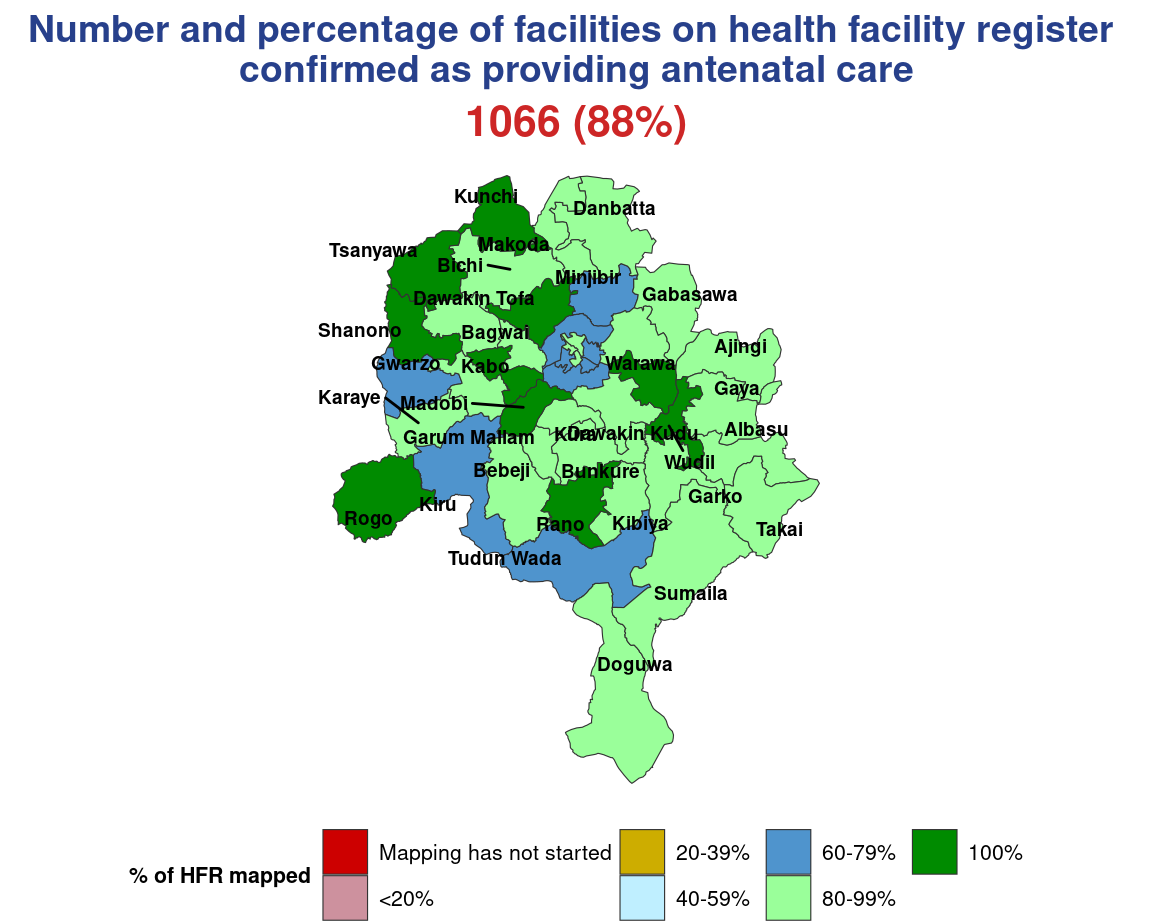 Number and percentage of facilities on health facility register
confirmed as providing antenatal care
1066 (88%)
Kunchi
Danbatta
Tsanyawa
Makoda
Bichi
Minjibir
Dawakin Tofa
Gabasawa
Shanono
Bagwai
Ajingi
Gwarzo
Kabo
Warawa
Gaya
Karaye
Madobi
Garum Mallam
Kura
Dawakin Kudu
Albasu
Bebeji
Bunkure
Wudil
Kiru
Garko
Rogo
Rano
Kibiya
Takai
Tudun Wada
Sumaila
Doguwa
% of HFR mapped
Mapping has not started
<20%
20-39%
40-59%
60-79%
80-99%
100%